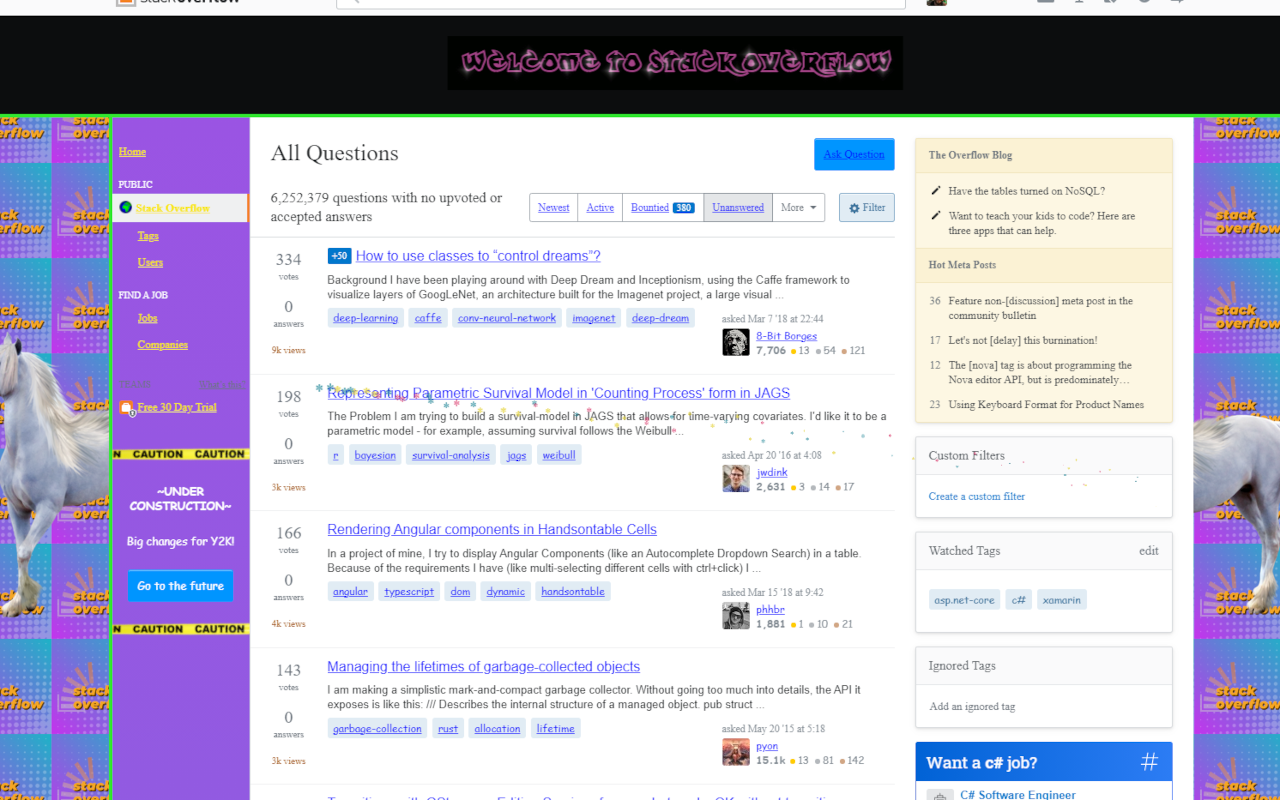 stackoverflow
WELCOME TO STACKOVERFLOW
Home
PUBLIC
Stack Overflow
Tags
Users
FIND A JOB
Jobs
Companies
Free 30 Day Trial
CAUTION CAUTION
~UNDER
CONSTRUCTION~
Big changes for Y2K!
Go to the future
CAUTION CAUTION
All Questions
Ask Question
6,252,379 questions with no upvoted or
accepted answers
Newest Active Bountied 380 Unanswered More Filter
334
votes
0
answers
9k views
+50 How to use classes to “control dreams”?
Background I have been playing around with Deep Dream and Inceptionism, using the Caffe framework to
visualize layers of GoogLeNet, an architecture built for the Imagenet project, a large visual ...
deep-learning caffe conv-neural-network imagenet deep-dream
asked Mar 7 '18 at 22:44
8-Bit Borges
7,706 13 54 121
198
votes
0
answers
3k views
Representing Parametric Survival Model in 'Counting Process' form in JAGS
The Problem I am trying to build a survival-model in JAGS that allows for time-varying covariates. I'd like it to be a
parametric model - for example, assuming survival follows the Weibull ...
r bayesian survival-analysis jags weibull
asked Apr 20 '16 at 4:08
jwdink
2,631 3 14 17
166
votes
0
answers
4k views
Rendering Angular components in Handsontable Cells
In a project of mine, I try to display Angular Components (like an Autocomplete Dropdown Search) in a table.
Because of the requirements I have (like multi-selecting different cells with ctrl+click) I ...
angular typescript dom dynamic handsontable
asked Mar 15 '18 at 9:42
phhbr
1,881 1 10 21
143
votes
0
answers
3k views
Managing the lifetimes of garbage-collected objects
I am making a simplistic mark-and-compact garbage collector. Without going too much into details, the API it
exposes is like this: /// Describes the internal structure of a managed object. pub struct ...
garbage-collection rust allocation lifetime
asked May 20 '15 at 5:18
pyon
15.1k 13 81 142
The Overflow Blog
Have the tables turned on NoSQL?
Want to teach your kids to code? Here are
three apps that can help.
Hot Meta Posts
36 Feature non-[discussion] meta post in the
community bulletin
17 Let's not [delay] this burnination!
12 The [nova] tag is about programming the
Nova editor API, but is predominately…
23 Using Keyboard Format for Product Names
Custom Filters
Create a custom filter
Watched Tags edit
asp.net-core c# xamarin
Ignored Tags
Add an ignored tag
Want a c# job?
C# Software Engineer
stack
overflow